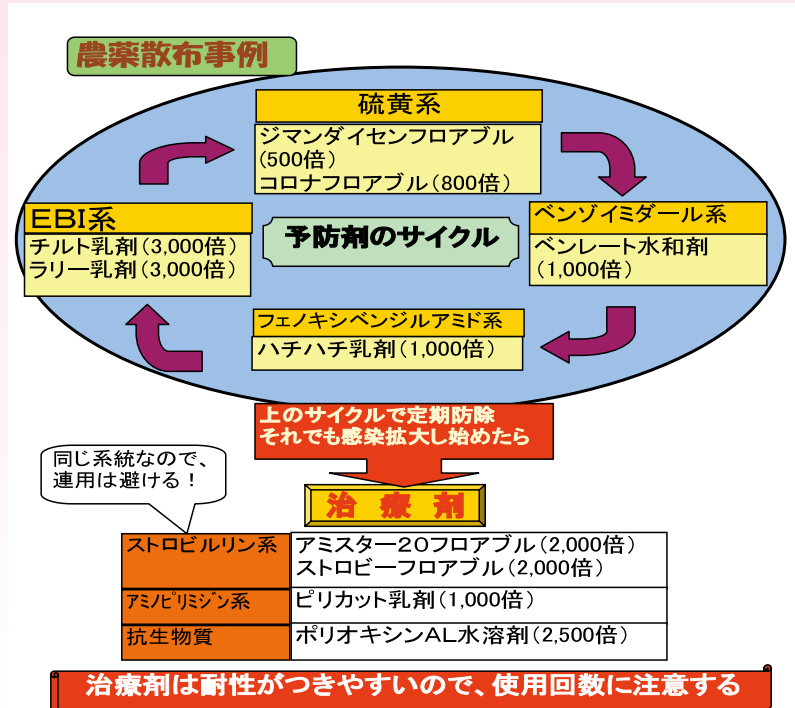 農薬散布事例
硫黄系
ジマンダイセンフロアブル
(500倍)
コロナフロアブル(800倍)
EBI系
チルト乳剤(3,000倍)
ラリー乳剤(3,000倍)
予防剤のサイクル
ベンゾイミダール系
ベンレート水和剤
(1,000倍)
フェノキシベンジルアミド系
ハチハチ乳剤(1,000倍)
上のサイクルで定期防除
それでも感染拡大し始めたら
同じ系統なので、
連用は避ける!
治療剤
ストロビルリン系
アミスター20フロアブル(2,000倍)
ストロビーフロアブル(2,000倍)
アミノピリミジン系
ピリカット乳剤(1,000倍)
抗生物質
ポリオキシンAL水溶剤(2,500倍)
治療剤は耐性がつきやすいので、使用回数に注意する